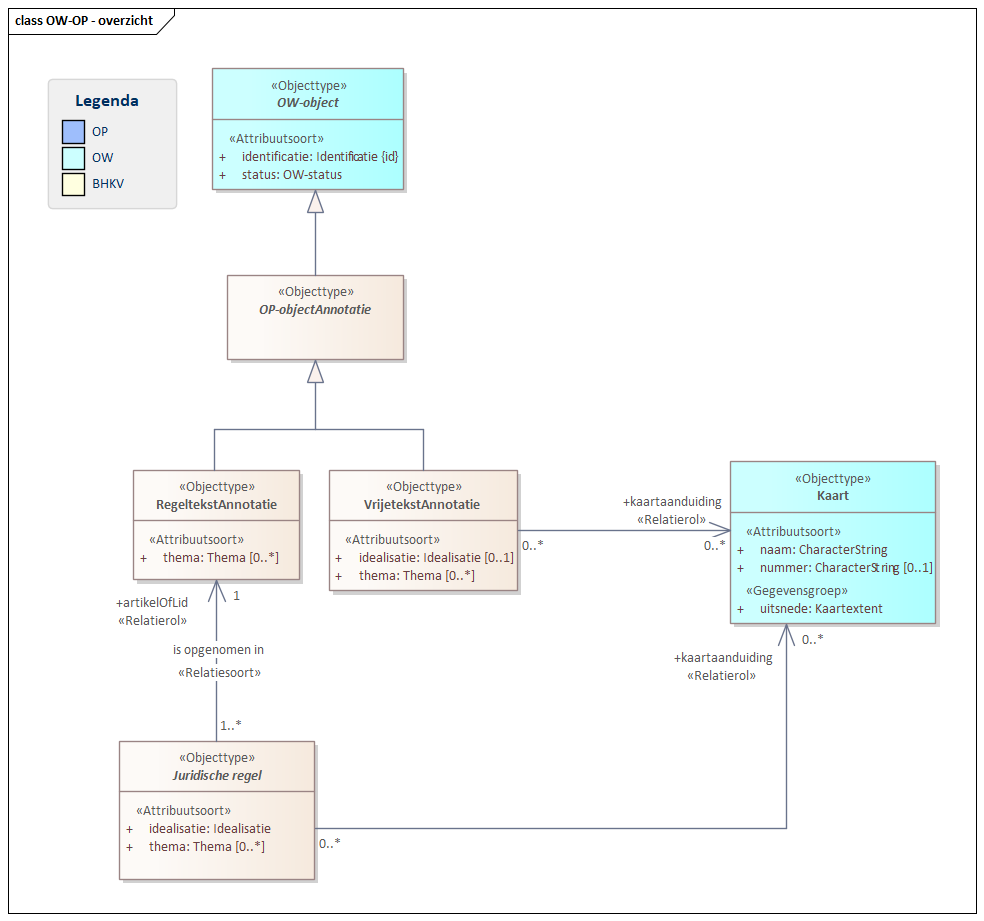 class OW-OP - overzicht
Legenda
OP
OW
BHKV
«Objecttype»
OW-object
«Attribuutsoort»
+ identificatie: Identificatie {id}
+ status: OW-status
«Objecttype»
OP-objectAnnotatie
«Objecttype»
RegeltekstAnnotatie
«Attribuutsoort»
+ thema: Thema [0..*]
«Objecttype»
VrijetekstAnnotatie
«Attribuutsoort»
+ idealisatie: Idealisatie [0..1]
+ thema: Thema [0..*]
+kaartaanduiding
«Relatierol»
0..*
0..*
«Objecttype»
Kaart
«Attribuutsoort»
+ naam: CharacterString
+ nummer: CharacterString [0..1]
«Gegevensgroep»
+ uitsnede: Kaartextent
+artikelOfLid
«Relatierol»
1
is opgenomen in
«Relatiesoort»
1..*
0..*
+kaartaanduiding
«Relatierol»
«Objecttype»
Juridische regel
«Attribuutsoort»
+ idealisatie: Idealisatie
+ thema: Thema [0..*]
0..*